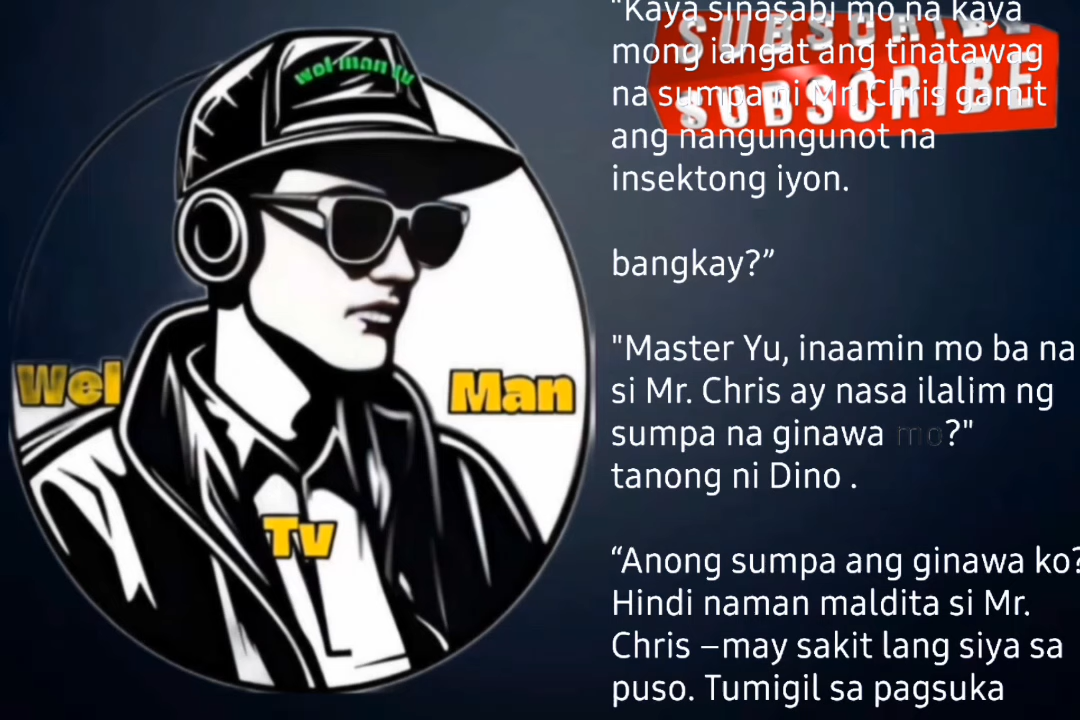 wol man tv
Wel
Man
Tv
SUBSCRIBE
SUBSCRIBE
"Kaya sinasabi mo na kaya
mong iangat ang tinatawag
na sumpa ni Mr. Chris gamit
ang nangungunot na
insektong iyon.
bangkay?”
"Master Yu, inaamin mo ba na
si Mr. Chris ay nasa ilalim ng
sumpa na ginawa mo?"
tanong ni Dino .
“Anong sumpa ang ginawa ko?
Hindi naman maldita si Mr.
Chris —may sakit lang siya sa
puso. Tumigil sa pagsuka